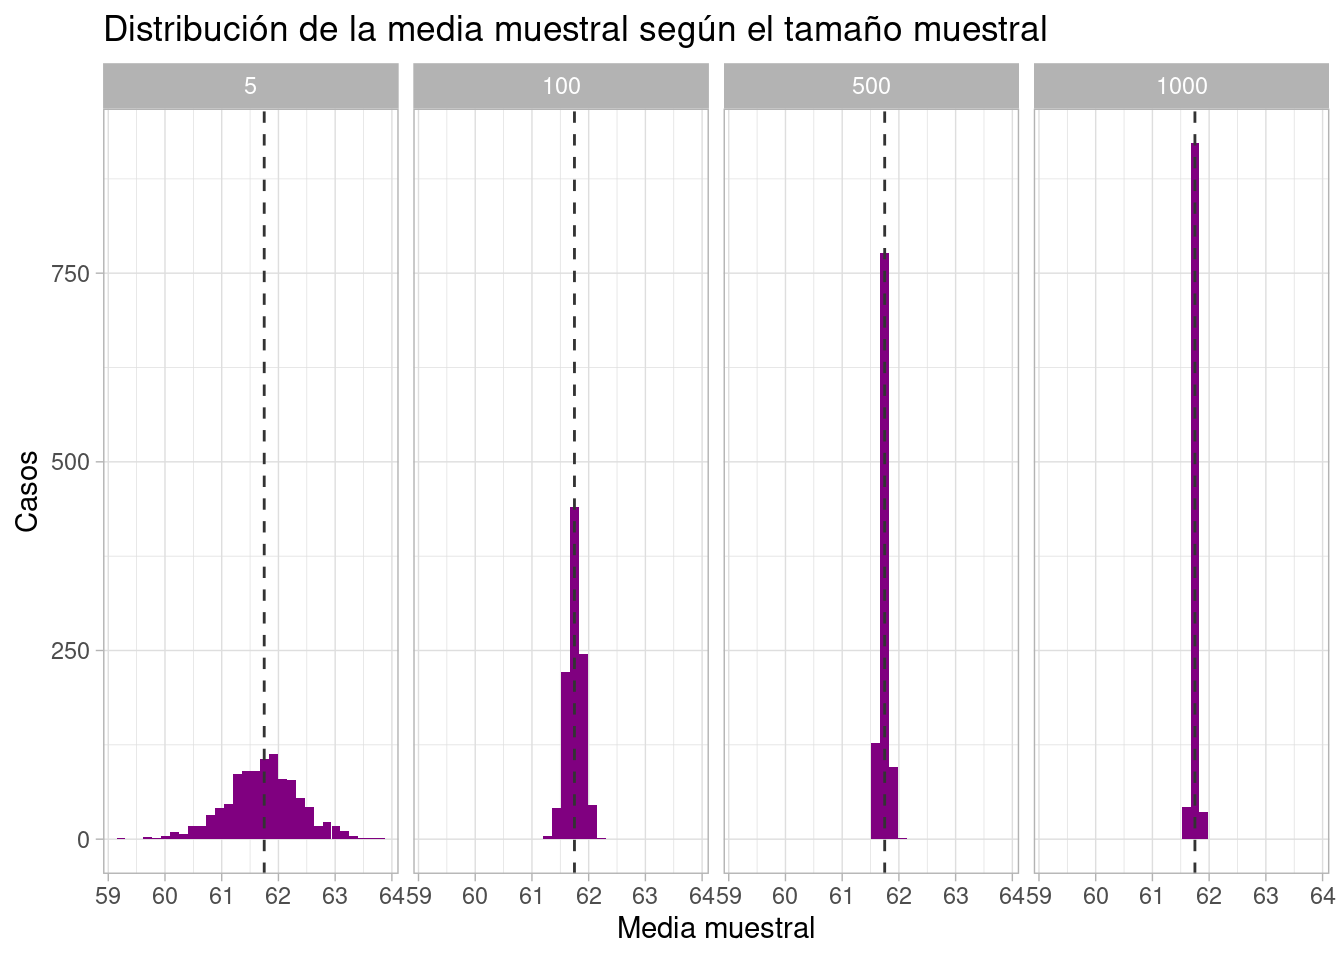 Distribución de la media muestral según el tamaño muestral
5 100 500 1000
750
500
250
0
Casos
59 60 61 62 63 64 59 60 61 62 63 64 59 60 61 62 63 64 59 60 61 62 63 64
Media muestral